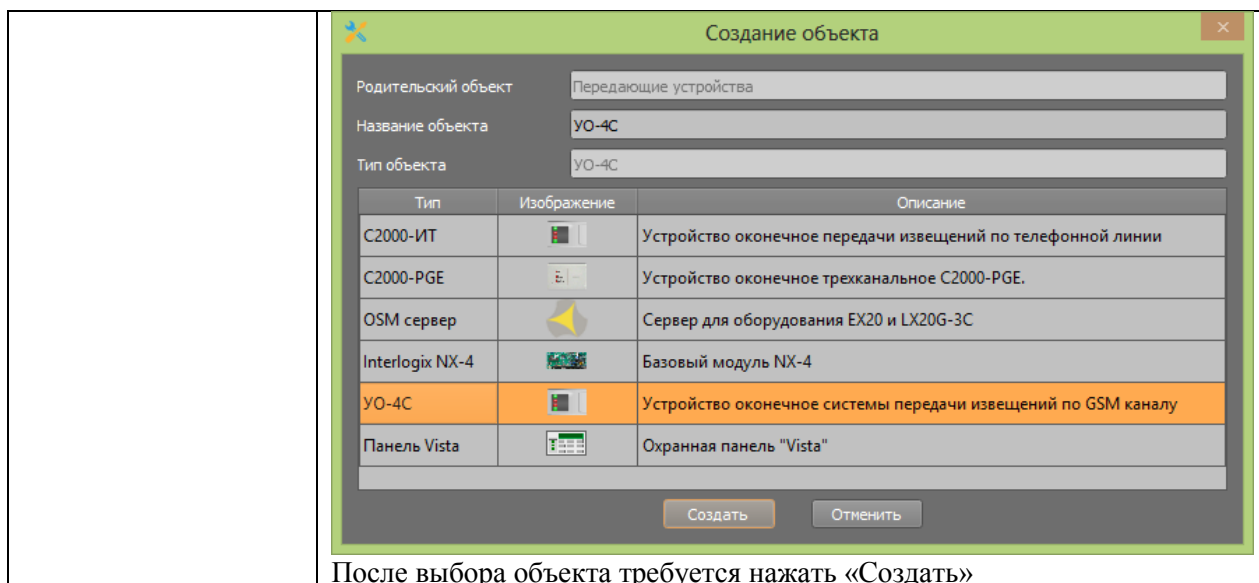 Создание объекта
Родительский объект Передающие устройства
Название объекта УО-4С
Тип объекта УО-4С
Тип Изображение Описание
С2000-ИТ Устройство оконечное передачи извещений по телефонной линии
С2000-PGE Устройство оконечное трехканальное С2000-PGE.
OSM сервер Сервер для оборудования EX20 и LX20G-3C
Interlogix NX-4 Базовый модуль NX-4
УО-4С Устройство оконечное системы передачи извещений по GSM каналу
Панель Vista Охранная панель "Vista"
Создать Отменить
После выбора объекта требуется нажать «Создать»